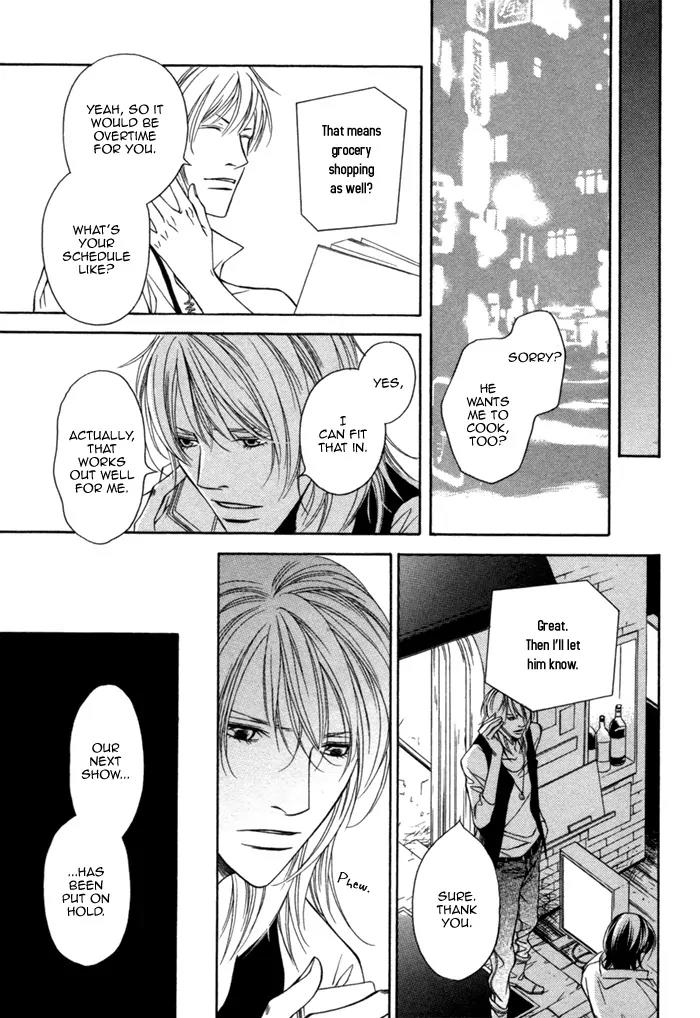 SORRY?
HE
WANTS
ME TO
COOK,
TOO?
That means
grocery
shopping
as well?
YEAH, SO IT
WOULD BE
OVERTIME
FOR YOU.
WHAT'S
YOUR
SCHEDULE
LIKE?
YES,
I
CAN FIT
THAT IN.
ACTUALLY,
THAT
WORKS
OUT WELL
FOR ME.
Great.
Then I'll let
him know.
SURE.
THANK
YOU.
Phew.
OUR
NEXT
SHOW...
...HAS
BEEN
PUT ON
HOLD.